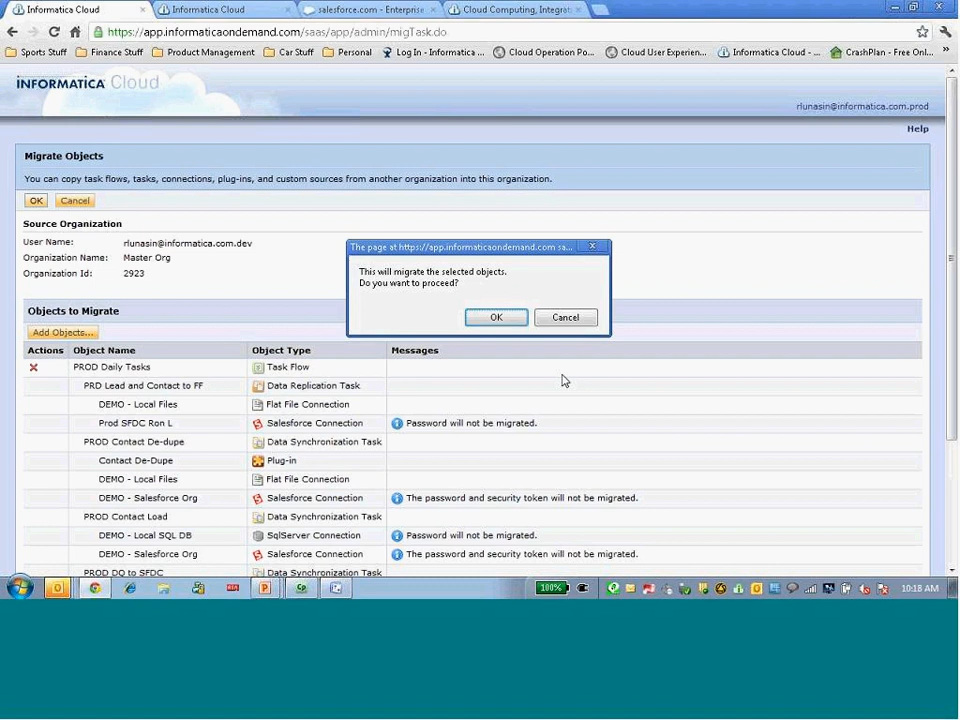 Informatica Cloud
Informatica Cloud
salesforce.com - Enterprise
Cloud Computing, Integrat
https://app.informaticaondemand.com/saas/app/admin/migTask.do
Sports Stuff
Finance Stuff
Product Management
Car Stuff
Personal
Log In - Informatica ...
Cloud Operation Po...
Cloud User Experien...
Informatica Cloud - ...
CrashPlan - Free Onl...
INFORMATICA Cloud
rlunasin@informatica.com.prod
Help
Migrate Objects
You can copy task flows, tasks, connections, plug-ins, and custom sources from another organization into this organization.
OK Cancel
Source Organization
User Name: rlunasin@informatica.com.dev
Organization Name: Master Org
Organization Id: 2923
The page at https://app.informaticaondemand.com sa...
This will migrate the selected objects.
Do you want to proceed?
OK Cancel
Objects to Migrate
Add Objects...
Actions Object Name Object Type Messages
PROD Daily Tasks Task Flow
PRD Lead and Contact to FF Data Replication Task
DEMO - Local Files Flat File Connection
Prod SFDC Ron L Salesforce Connection Password will not be migrated.
PROD Contact De-dupe Data Synchronization Task
Contact De-Dupe Plug-in
DEMO - Local Files Flat File Connection
DEMO - Salesforce Org Salesforce Connection The password and security token will not be migrated.
PROD Contact Load Data Synchronization Task
DEMO - Local SQL DB SqlServer Connection Password will not be migrated.
DEMO - Salesforce Org Salesforce Connection The password and security token will not be migrated.
PROD DQ to SFDC Data Synchronization Task
100%
10:18 AM